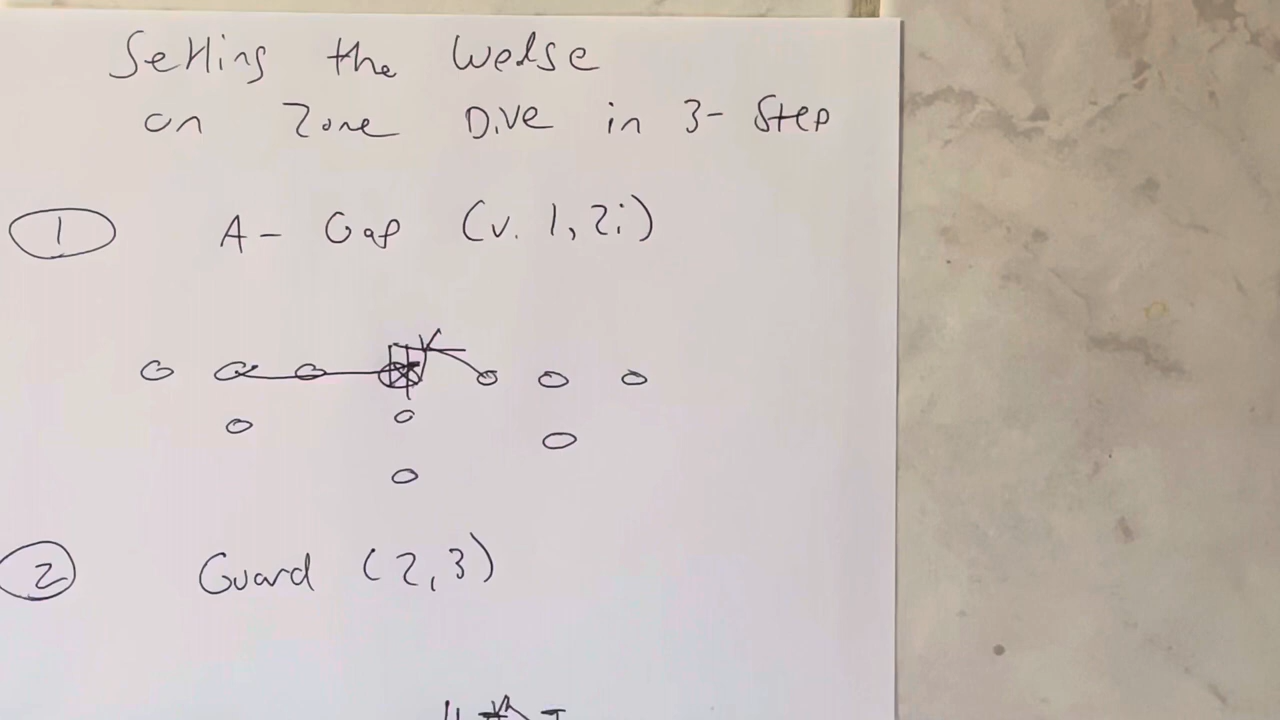 Setting the Wedge
on Zone Dive in 3-Step
1 A-Gap (v. 1, 2i)
2 Guard (2, 3)